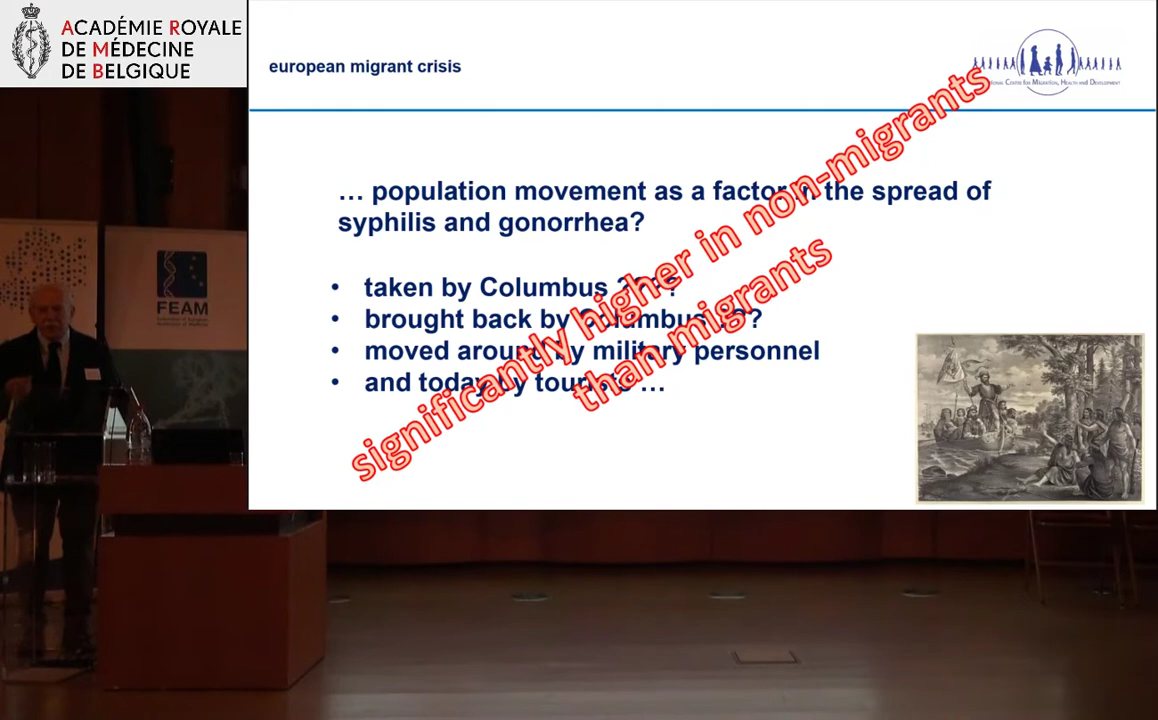 ACADÉMIE ROYALE
DE MÉDECINE
DE BELGIQUE
european migrant crisis
… population movement as a factor in the spread of
syphilis and gonorrhea?
• taken by Columbus
• brought back by Columbus
• moved around by military personnel
• and today by tourists …
significantly higher in non-migrants
than migrants
FEAM